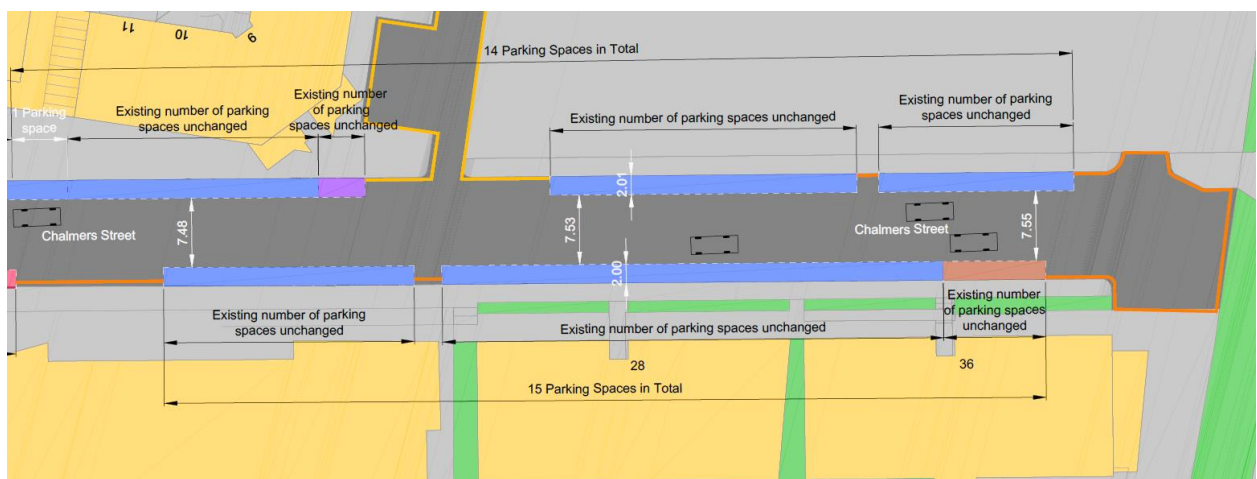 11
10
9
14 Parking Spaces in Total
1 Parking
space
Existing number of parking
spaces unchanged
Existing number
of parking
spaces unchanged
Existing number of parking spaces unchanged
Existing number of parking
spaces unchanged
2.01
Chalmers Street
7.48
7.53
Chalmers Street
7.55
2.00
Existing number of parking
spaces unchanged
Existing number of parking spaces unchanged
Existing number
of parking spaces
unchanged
28
36
15 Parking Spaces in Total